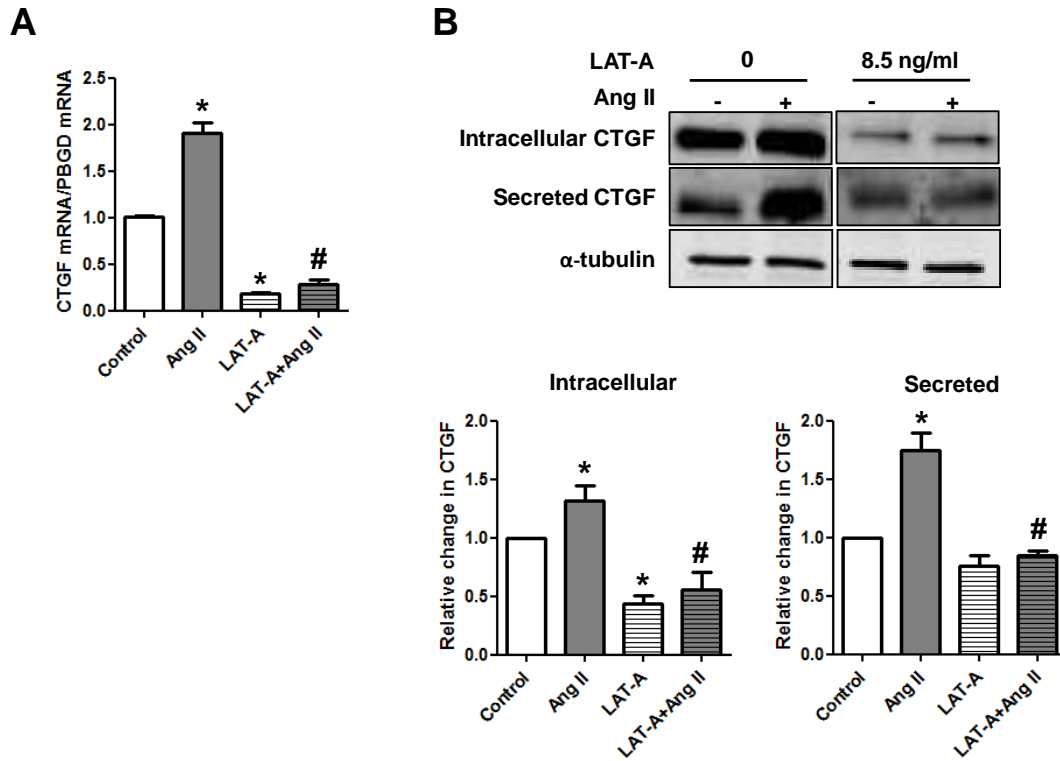 A
CTGF mRNA/PBGD mRNA
2.5
2.0
1.5
1.0
0.5
0.0
*
*
#
Control
Ang II
LAT-A
LAT-A+Ang II
B
LAT-A 0 8.5 ng/ml
Ang II - + - +
Intracellular CTGF
Secreted CTGF
α-tubulin
Intracellular
Relative change in CTGF
2.0
1.5
1.0
0.5
0.0
*
*
#
Control
Ang II
LAT-A
LAT-A+Ang II
Secreted
Relative change in CTGF
2.0
1.5
1.0
0.5
0.0
*
#
Control
Ang II
LAT-A
LAT-A+Ang II